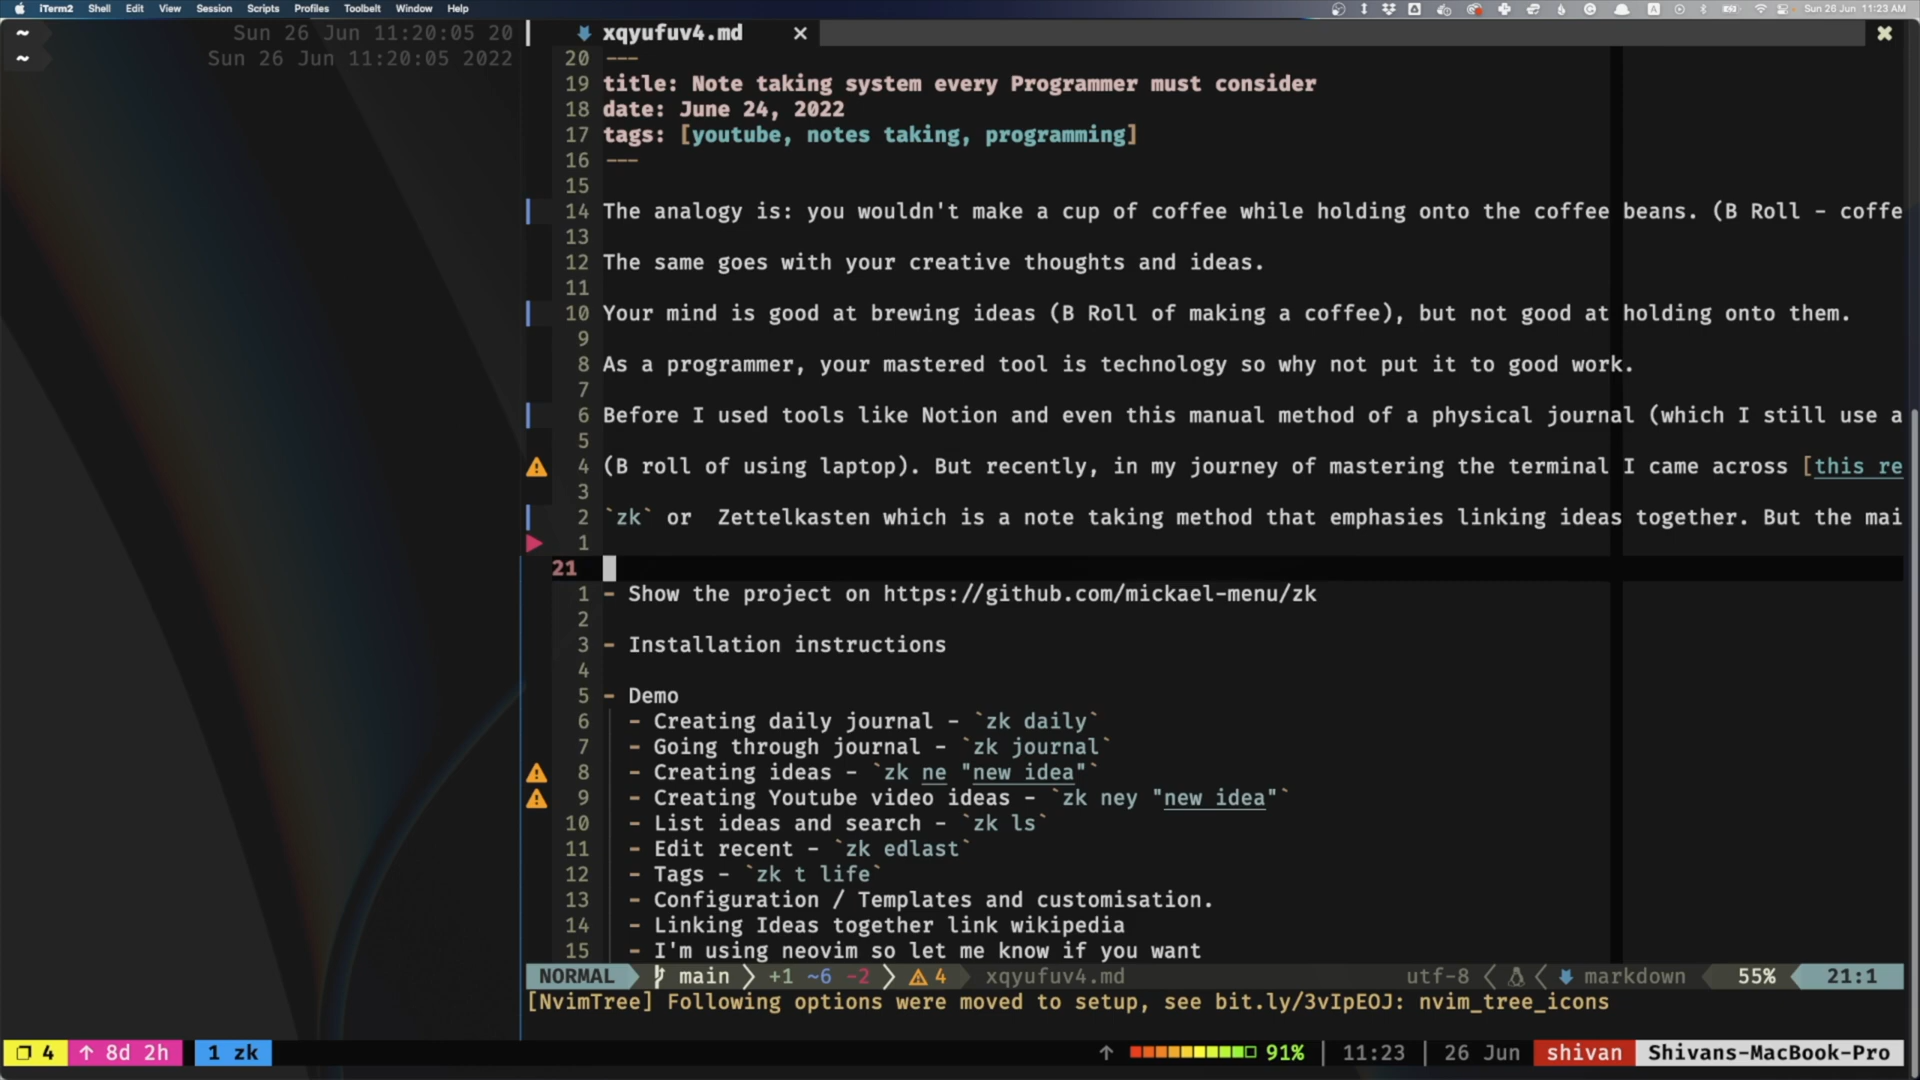 iTerm2 Shell Edit View Session Scripts Profiles Toolbelt Window Help
Sun 26 Jun 11:23 AM
~ Sun 26 Jun 11:20:05 20
~ Sun 26 Jun 11:20:05 2022
xqyufuv4.md ✕
20 ---
19 title: Note taking system every Programmer must consider
18 date: June 24, 2022
17 tags: [youtube, notes taking, programming]
16 ---
15
14 The analogy is: you wouldn't make a cup of coffee while holding onto the coffee beans. (B Roll - coffe
13
12 The same goes with your creative thoughts and ideas.
11
10 Your mind is good at brewing ideas (B Roll of making a coffee), but not good at holding onto them.
9
8 As a programmer, your mastered tool is technology so why not put it to good work.
7
6 Before I used tools like Notion and even this manual method of a physical journal (which I still use a
5
4 (B roll of using laptop). But recently, in my journey of mastering the terminal I came across [this re
3
2 `zk` or  Zettelkasten which is a note taking method that emphasies linking ideas together. But the mai
1
21
1 - Show the project on https://github.com/mickael-menu/zk
2
3 - Installation instructions
4
5 - Demo
6 - Creating daily journal - `zk daily`
7 - Going through journal - `zk journal`
8 - Creating ideas - `zk ne "new idea"`
9 - Creating Youtube video ideas - `zk ney "new idea"`
10 - List ideas and search - `zk ls`
11 - Edit recent - `zk edlast`
12 - Tags - `zk t life`
13 - Configuration / Templates and customisation.
14 - Linking Ideas together link wikipedia
15 - I'm using neovim so let me know if you want
NORMAL main +1 ~6 -2 4 xqyufuv4.md utf-8 markdown 55% 21:1
[NvimTree] Following options were moved to setup, see bit.ly/3vIpEOJ: nvim_tree_icons
4 ↑ 8d 2h 1 zk ↑ 91% | 11:23 | 26 Jun shivan Shivans-MacBook-Pro